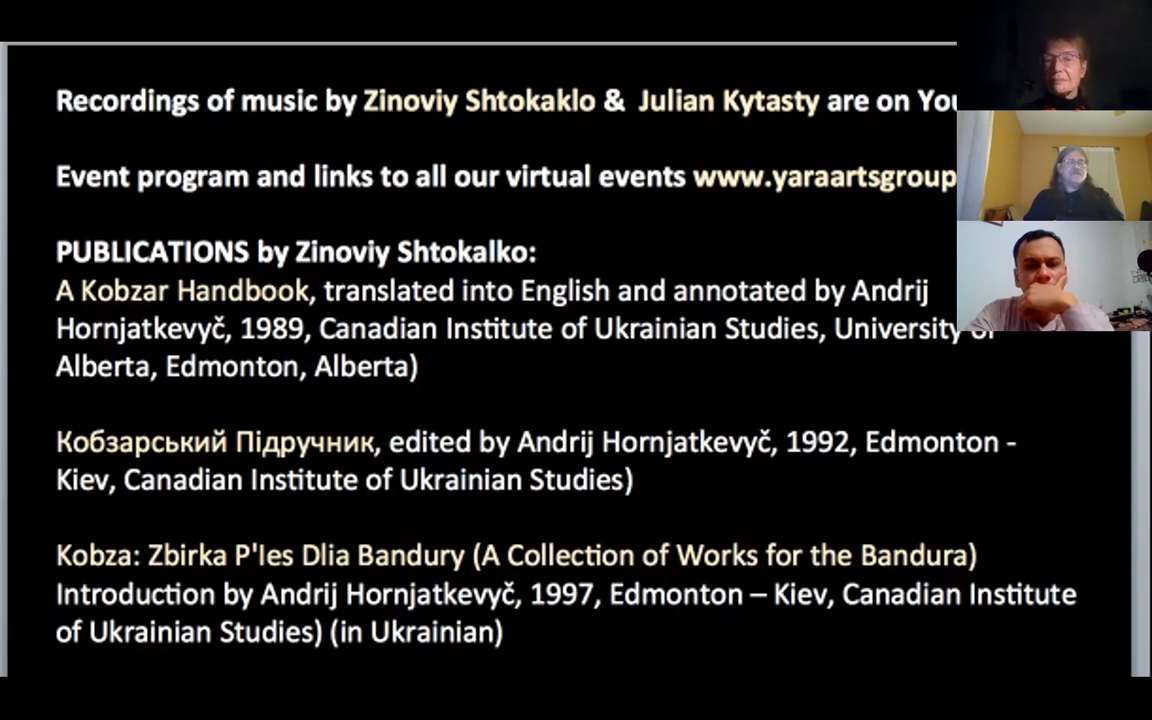 Recordings of music by Zinoviy Shtokaklo & Julian Kytasty are on
Event program and links to all our virtual events www.yaraartsgroup
PUBLICATIONS by Zinoviy Shtokalko:
A Kobzar Handbook, translated into English and annotated by Andrij
Hornjatkevyč, 1989, Canadian Institute of Ukrainian Studies, University of
Alberta, Edmonton, Alberta)
Кобзарський Підручник, edited by Andrij Hornjatkevyč, 1992, Edmonton -
Kiev, Canadian Institute of Ukrainian Studies)
Kobza: Zbirka P'Ies Dlia Bandury (A Collection of Works for the Bandura)
Introduction by Andrij Hornjatkevyč, 1997, Edmonton – Kiev, Canadian Institute
of Ukrainian Studies) (in Ukrainian)